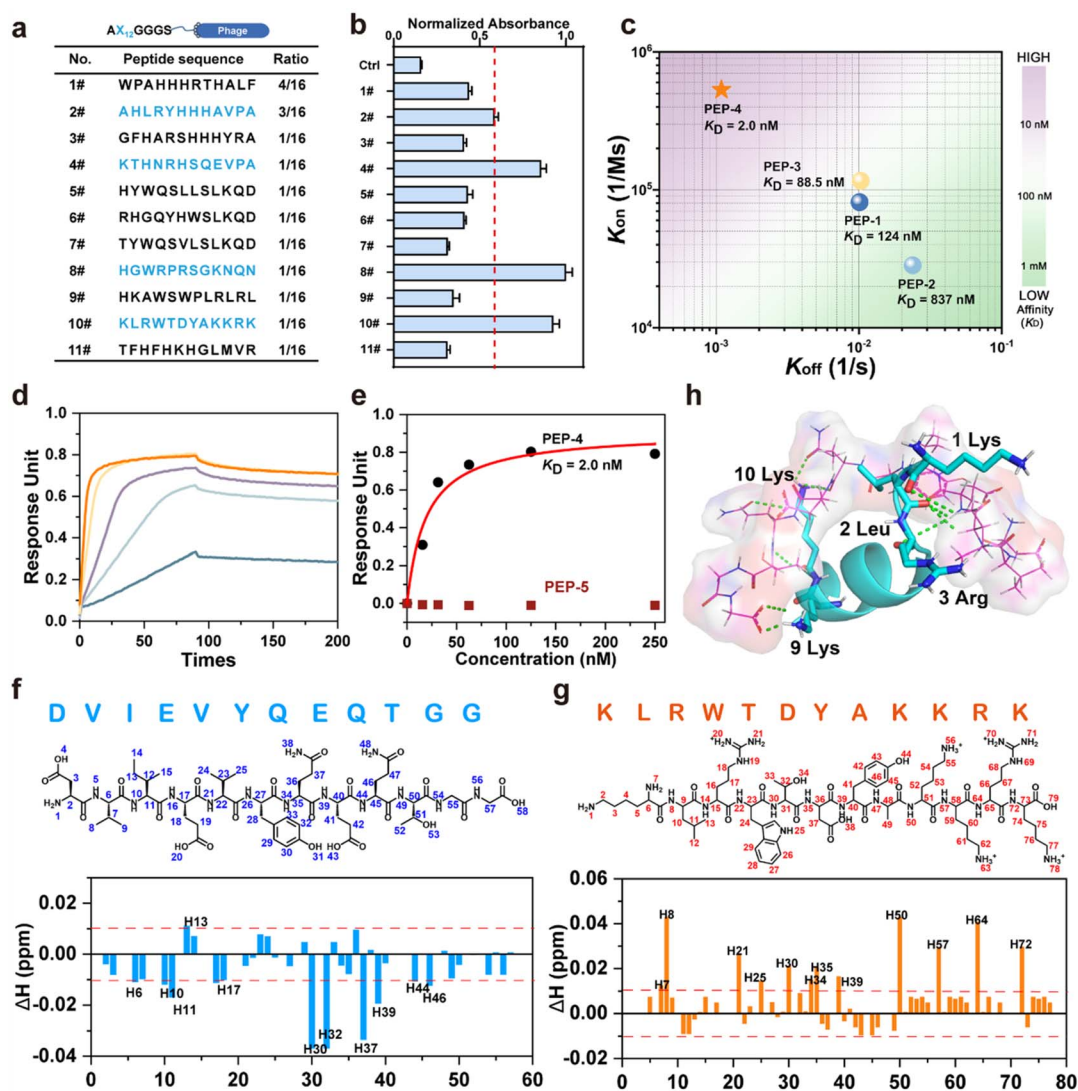 a
AX12GGGS
Phage
No. Peptide sequence Ratio
1# WPAHHHRTHALF 4/16
2# AHLRYHHHAVPA 3/16
3# GFHARSHHHYRA 1/16
4# KTHNRHSQEVPA 1/16
5# HYWQSLLSLKQD 1/16
6# RHGQYHWSLKQD 1/16
7# TYWQSVLSLKQD 1/16
8# HGWRPRSGKNQN 1/16
9# HKAWSWPLRLRL 1/16
10# KLRWTDYAKKRK 1/16
11# TFHFHKHGLMVR 1/16
b
Normalized Absorbance
0.0 0.5 1.0
Ctrl
1#
2#
3#
4#
5#
6#
7#
8#
9#
10#
11#
c
Kon (1/Ms)
10^6
10^5
10^4
PEP-4
KD = 2.0 nM
PEP-3
KD = 88.5 nM
PEP-1
KD = 124 nM
PEP-2
KD = 837 nM
10^-3 10^-2 10^-1
Koff (1/s)
HIGH
10 nM
100 nM
1 mM
LOW
Affinity
(KD)
d
Response Unit
1.0
0.8
0.6
0.4
0.2
0.0
0 50 100 150 200
Times
e
Response Unit
1.0
0.8
0.6
0.4
0.2
0.0
PEP-4
KD = 2.0 nM
PEP-5
0 50 100 150 200 250
Concentration (nM)
h
1 Lys
10 Lys
2 Leu
3 Arg
9 Lys
f
D V I E V Y Q E Q T G G
ΔH (ppm)
0.02
0.00
-0.02
-0.04
H6
H10
H11
H13
H17
H30
H32
H37
H39
H44
H46
0 10 20 30 40 50 60
g
K L R W T D Y A K K R K
ΔH (ppm)
0.06
0.04
0.02
0.00
-0.02
H7
H8
H21
H25
H30
H34
H35
H39
H50
H57
H64
H72
0 10 20 30 40 50 60 70 80